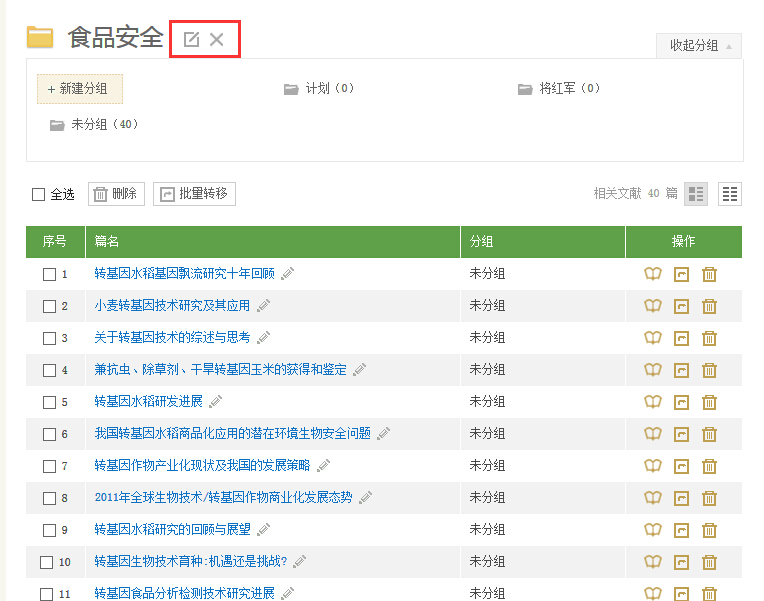 食品安全
收起分组
+ 新建分组
计划（0）
将红军（0）
未分组（40）
全选 删除 批量转移 相关文献 40 篇
序号 篇名 分组 操作
1 转基因水稻基因飘流研究十年回顾 未分组
2 小麦转基因技术研究及其应用 未分组
3 关于转基因技术的综述与思考 未分组
4 兼抗虫、除草剂、干旱转基因玉米的获得和鉴定 未分组
5 转基因水稻研发进展 未分组
6 我国转基因水稻商品化应用的潜在环境生物安全问题 未分组
7 转基因作物产业化现状及我国的发展策略 未分组
8 2011年全球生物技术/转基因作物商业化发展态势 未分组
9 转基因水稻研究的回顾与展望 未分组
10 转基因生物技术育种:机遇还是挑战? 未分组
11 转基因食品分析检测技术研究进展 未分组